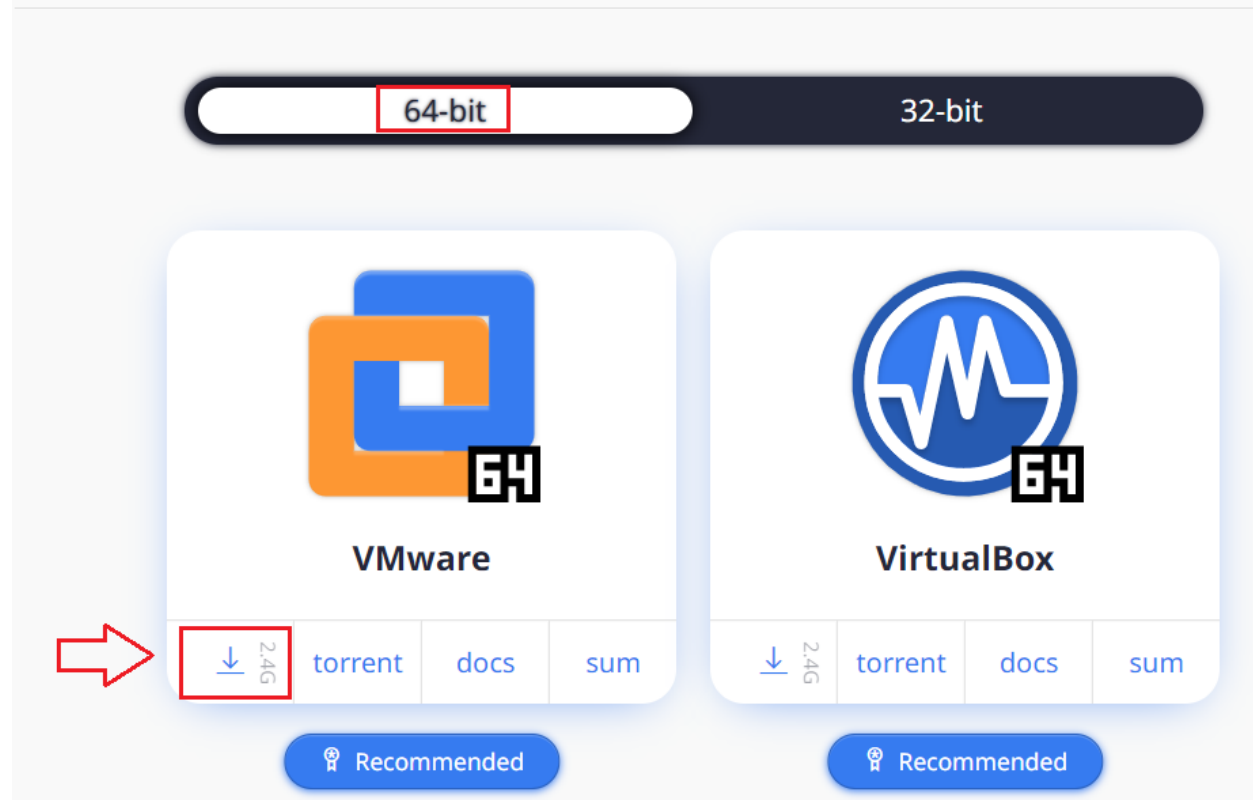 64-bit 32-bit
64 64
VMware VirtualBox
2.4G torrent docs sum 2.4G torrent docs sum
Recommended Recommended